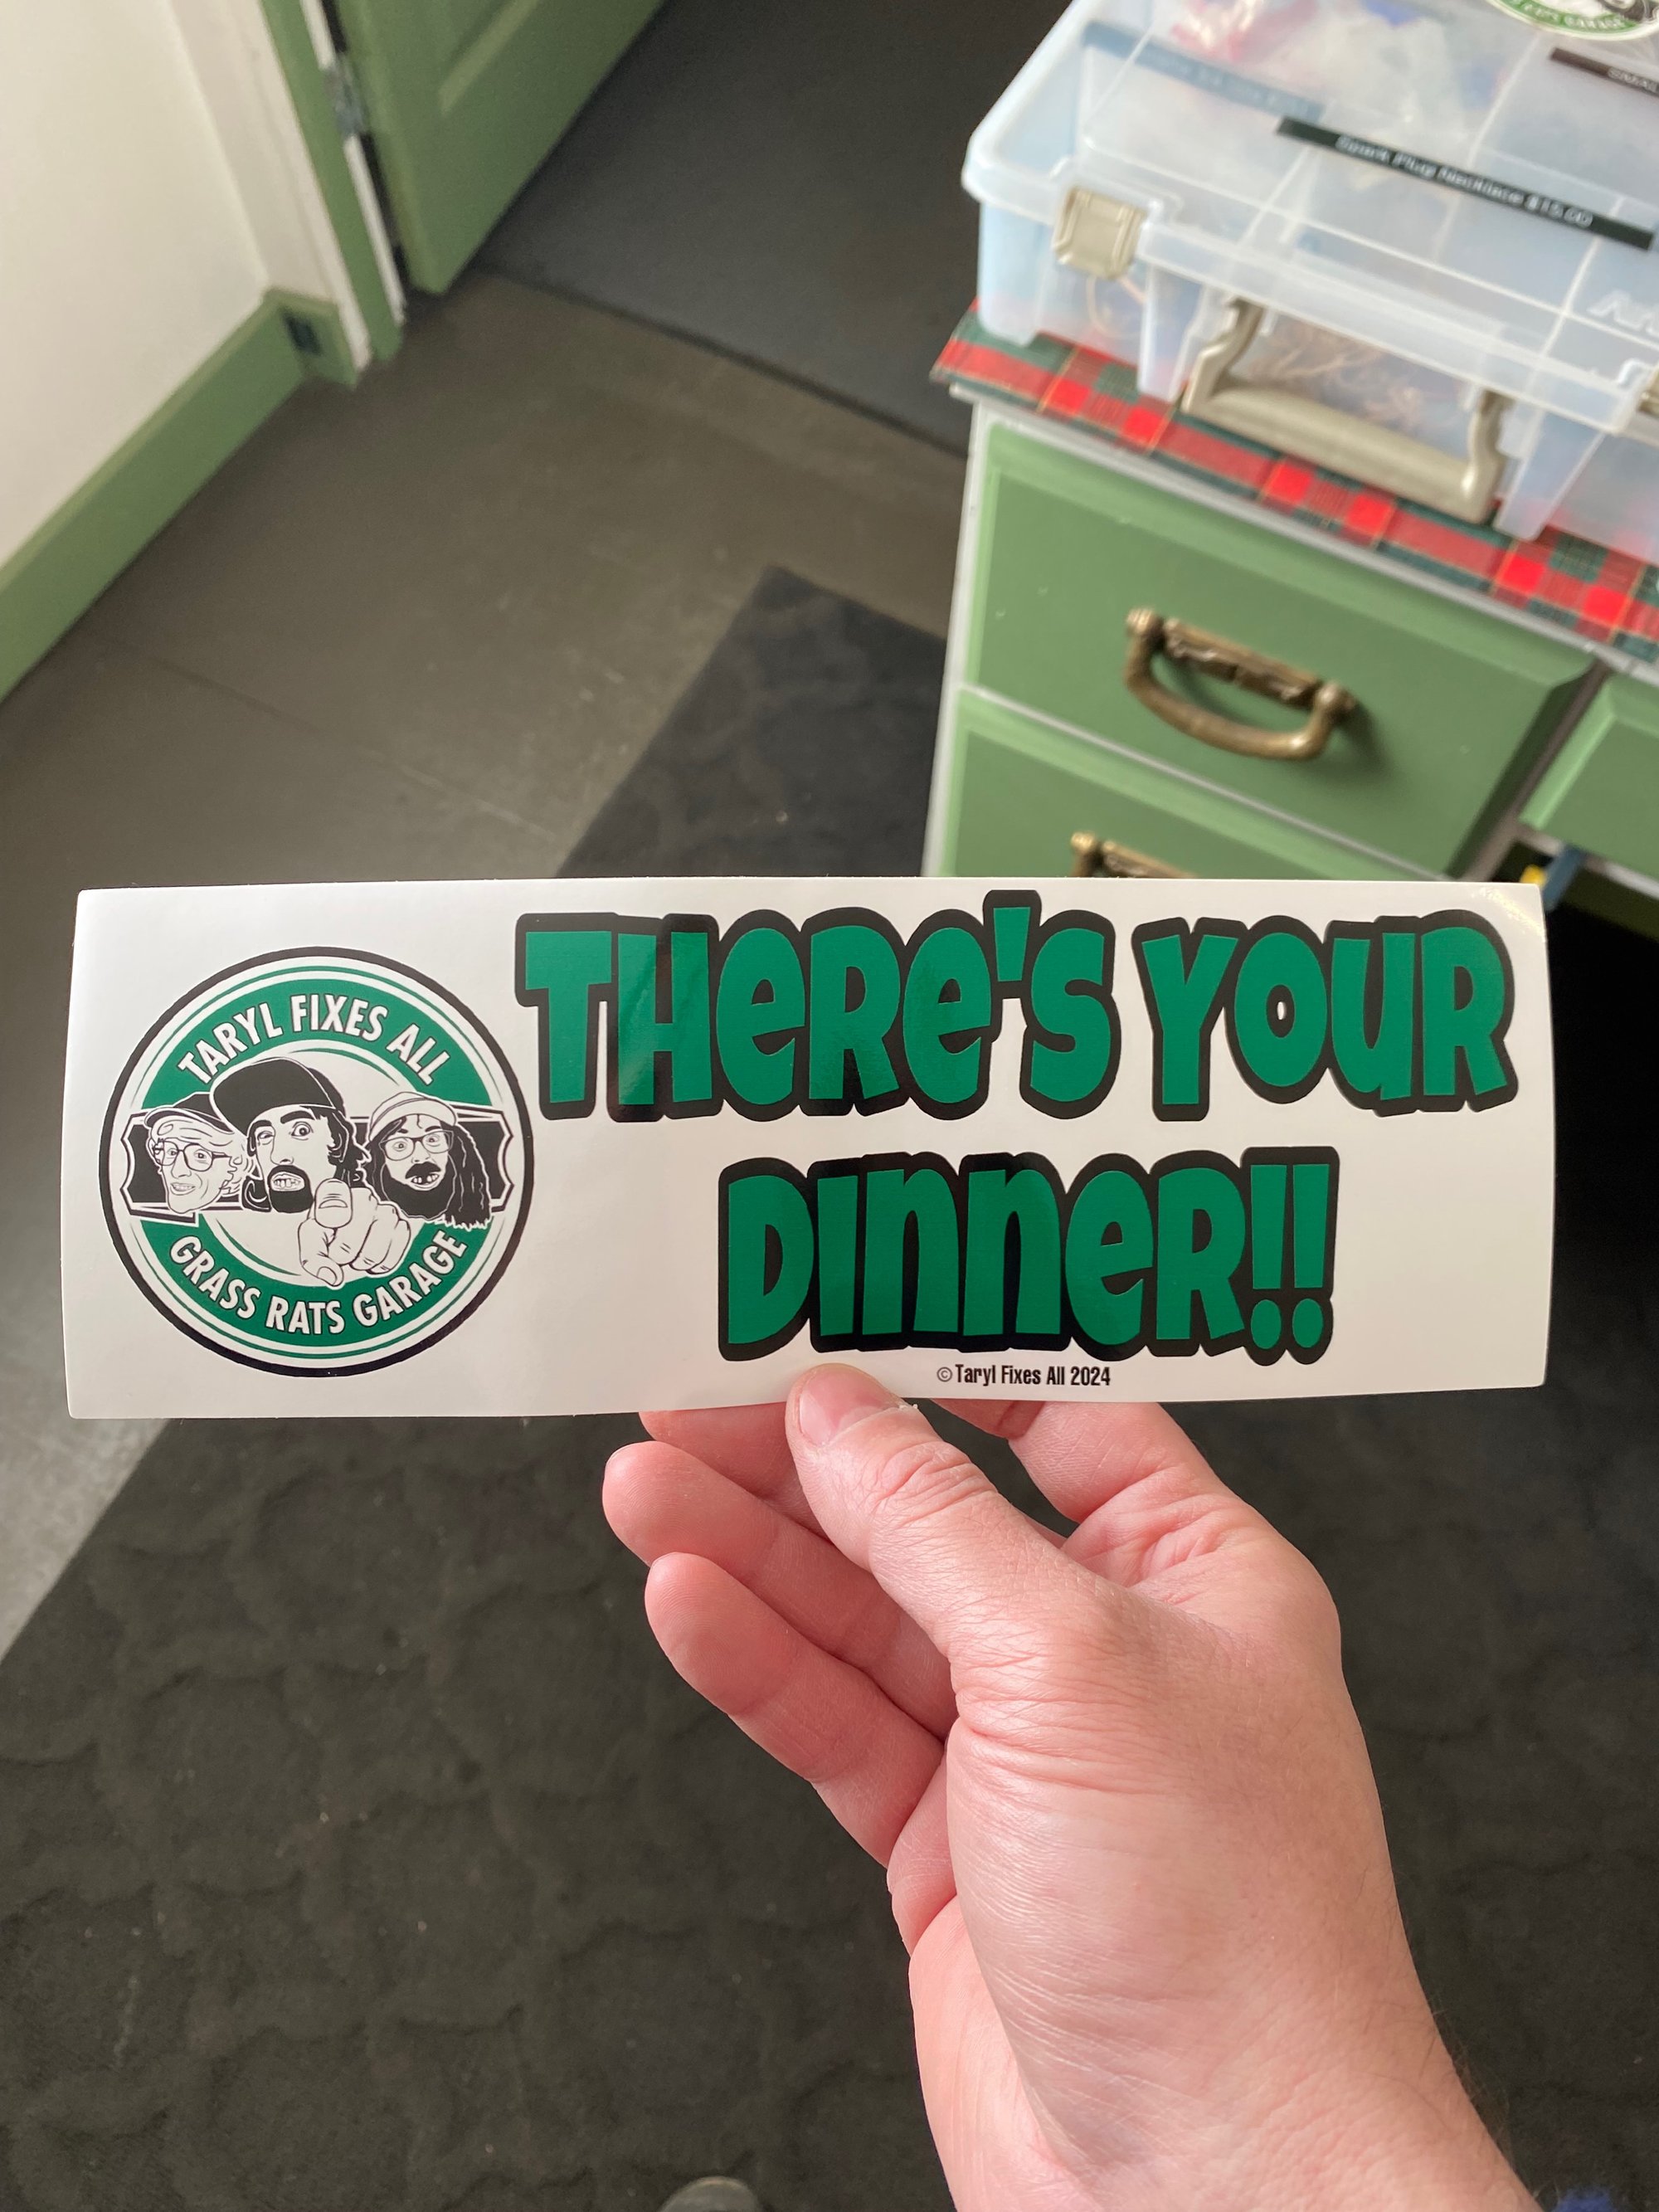 Spark Plug Necklace $15.00
THERE'S YOUR
DINNER!!
TARYL FIXES ALL
GRASS RATS GARAGE
©Taryl Fixes All 2024